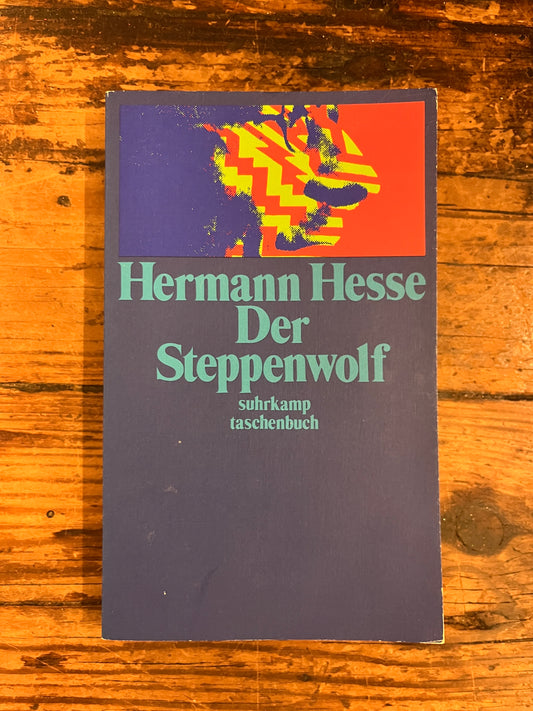 Hermann Hesse
Der
Steppenwolf
suhrkamp
taschenbuch